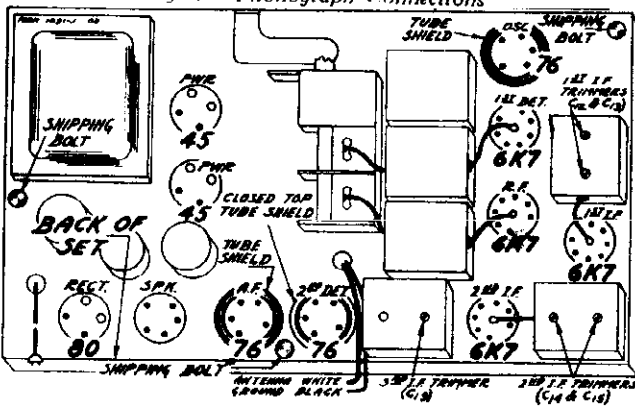 Phonograph Connections
TUBE
SHIELD
OSC.
76
SHIPPING
BOLT
PWR
45
1ST DET.
6K7
1ST I.F.
TRIMMERS
(C12 & C13)
SHIPPING
BOLT
PWR
45
CLOSED TOP
TUBE SHIELD
R.F.
6K7
1ST I.F.
6K7
BACK OF
SET
TUBE
SHIELD
RECT.
80
SPK.
A.F.
76
2ND DET.
76
2ND I.F.
6K7
SHIPPING BOLT
ANTENNA WHITE
GROUND BLACK
3RD I.F. TRIMMER
(C19)
2ND I.F. TRIMMERS
(C14 & C15)